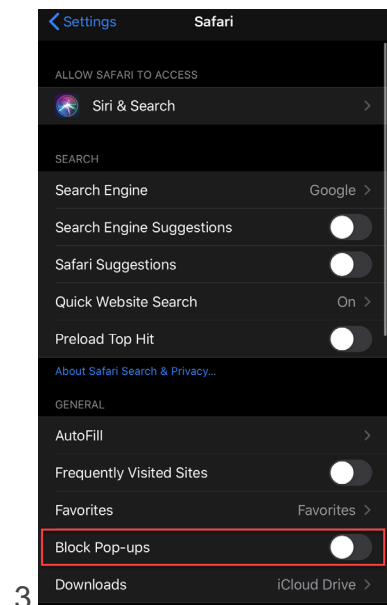 Settings Safari
ALLOW SAFARI TO ACCESS
Siri & Search
SEARCH
Search Engine Google
Search Engine Suggestions
Safari Suggestions
Quick Website Search On
Preload Top Hit
About Safari Search & Privacy...
GENERAL
AutoFill
Frequently Visited Sites
Favorites Favorites
Block Pop-ups
Downloads iCloud Drive
3